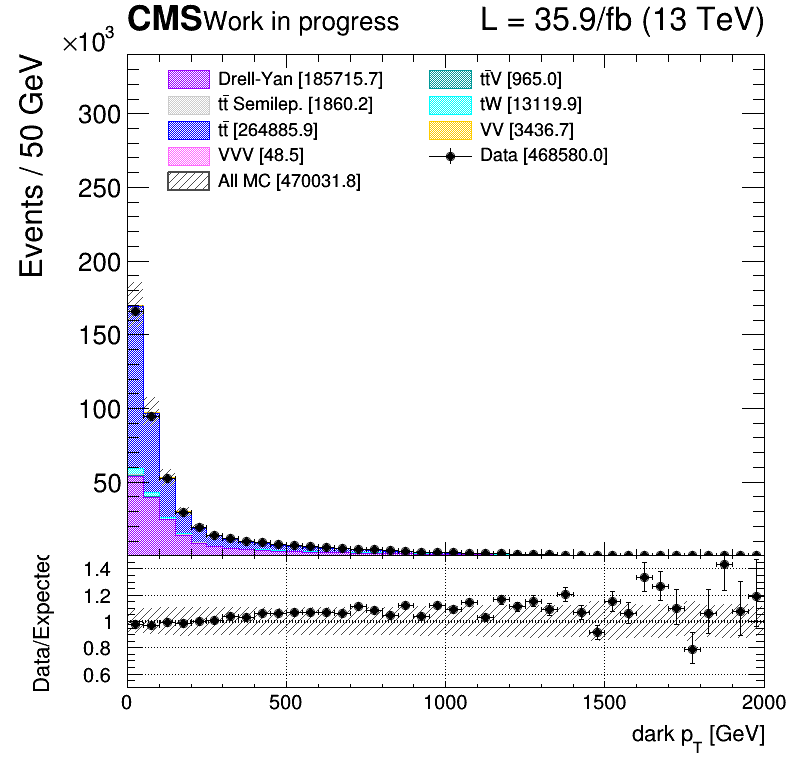 CMS Work in progress L = 35.9/fb (13 TeV)
×10³
Events / 50 GeV
300
250
200
150
100
50
Drell-Yan [185715.7]
tt̄ Semilep. [1860.2]
tt̄ [264885.9]
VVV [48.5]
All MC [470031.8]
tt̄V [965.0]
tW [13119.9]
VV [3436.7]
Data [468580.0]
Data/Expected
1.4
1.2
1
0.8
0.6
0 500 1000 1500 2000
dark p_T [GeV]